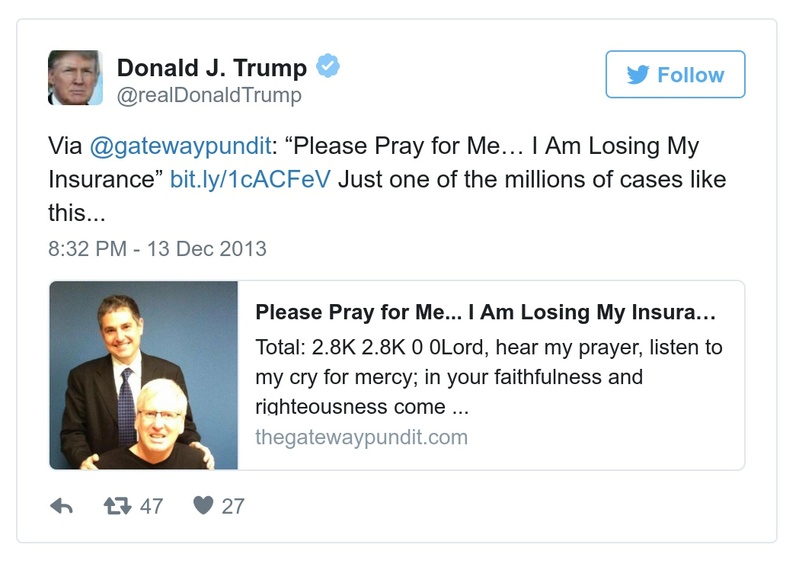 Donald J. Trump
@realDonaldTrump
Follow
Via @gatewaypundit: “Please Pray for Me… I Am Losing My
Insurance” bit.ly/1cACFeV Just one of the millions of cases like
this...
8:32 PM - 13 Dec 2013
Please Pray for Me... I Am Losing My Insura…
Total: 2.8K 2.8K 0 0Lord, hear my prayer, listen to
my cry for mercy; in your faithfulness and
righteousness come ...
thegatewaypundit.com
47 27